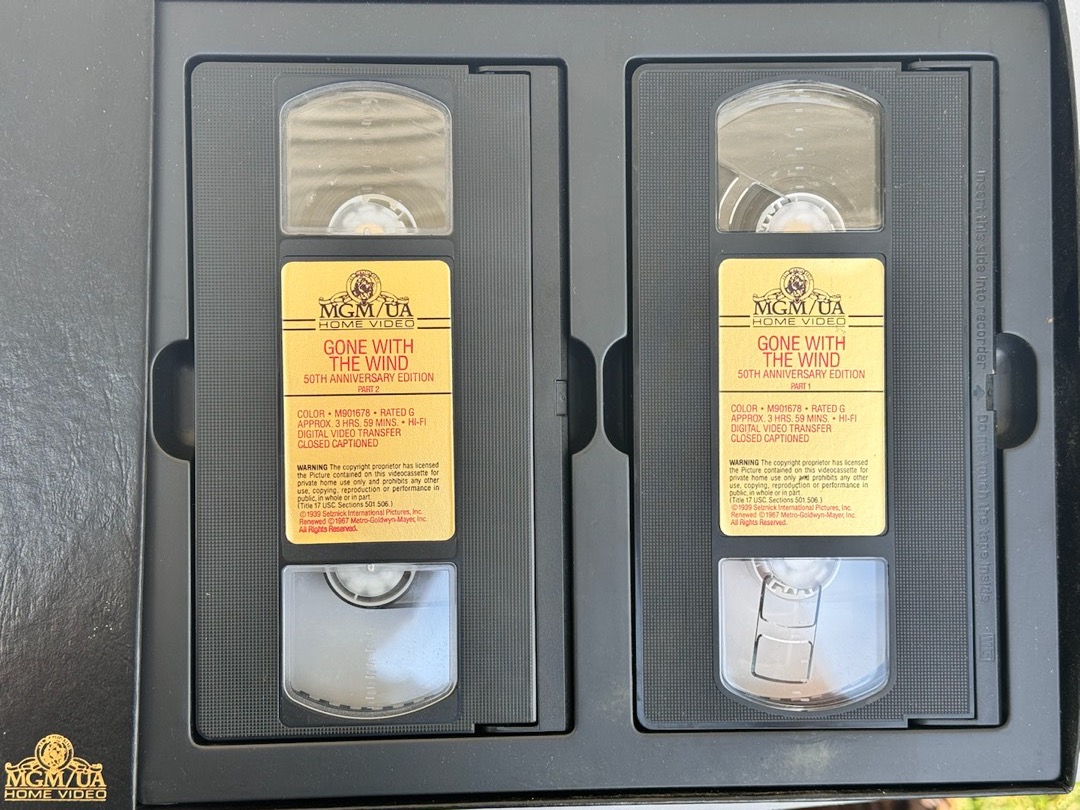 MGM/UA
HOME VIDEO
GONE WITH
THE WIND
50TH ANNIVERSARY EDITION
PART 2
COLOR • M901678 • RATED G
APPROX. 3 HRS. 59 MINS. • HI-FI
DIGITAL VIDEO TRANSFER
CLOSED CAPTIONED
WARNING The copyright proprietor has licensed
the Picture contained on this videocassette for
private home use only and prohibits any other
use, copying, reproduction or performance in
public, in whole or in part
(Title 17 USC Sections 501 506.)
©1939 Selznick International Pictures, Inc.
Renewed ©1967 Metro-Goldwyn-Mayer, Inc.
All Rights Reserved.
MGM/UA
HOME VIDEO
GONE WITH
THE WIND
50TH ANNIVERSARY EDITION
PART 1
COLOR • M901678 • RATED G
APPROX. 3 HRS. 59 MINS. • HI-FI
DIGITAL VIDEO TRANSFER
CLOSED CAPTIONED
WARNING The copyright proprietor has licensed
the Picture contained on this videocassette for
private home use only and prohibits any other
use, copying, reproduction or performance in
public, in whole or in part
(Title 17 USC Sections 501 506.)
©1939 Selznick International Pictures, Inc.
Renewed ©1967 Metro-Goldwyn-Mayer, Inc.
All Rights Reserved.
Insert this side into recorder Do not touch the tape inside
MGM/UA
HOME VIDEO